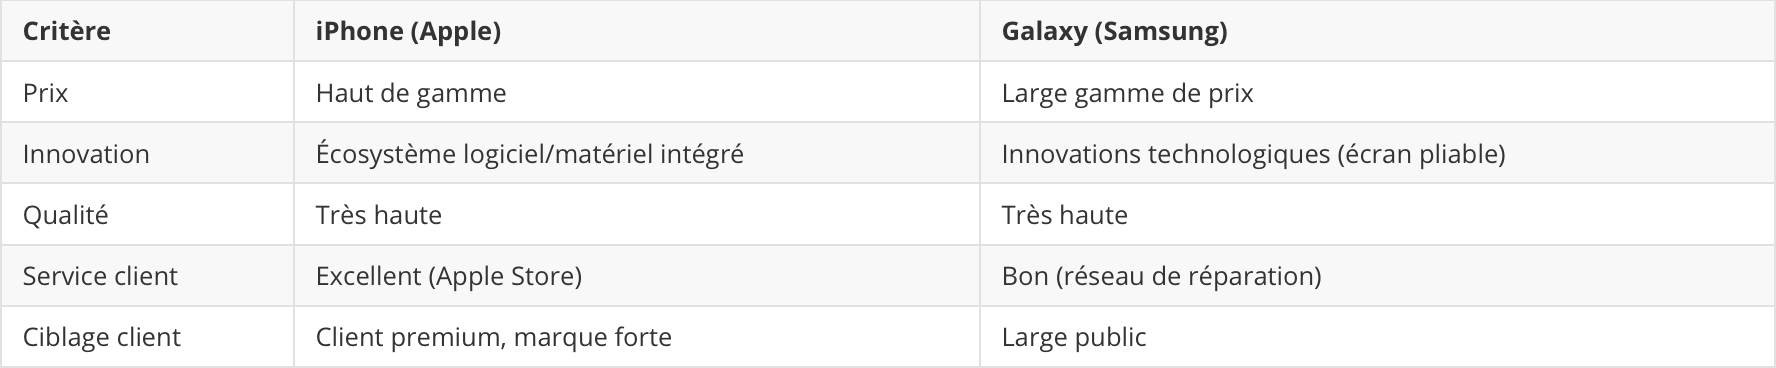 Critère iPhone (Apple) Galaxy (Samsung)
Prix Haut de gamme Large gamme de prix
Innovation Écosystème logiciel/matériel intégré Innovations technologiques (écran pliable)
Qualité Très haute Très haute
Service client Excellent (Apple Store) Bon (réseau de réparation)
Ciblage client Client premium, marque forte Large public